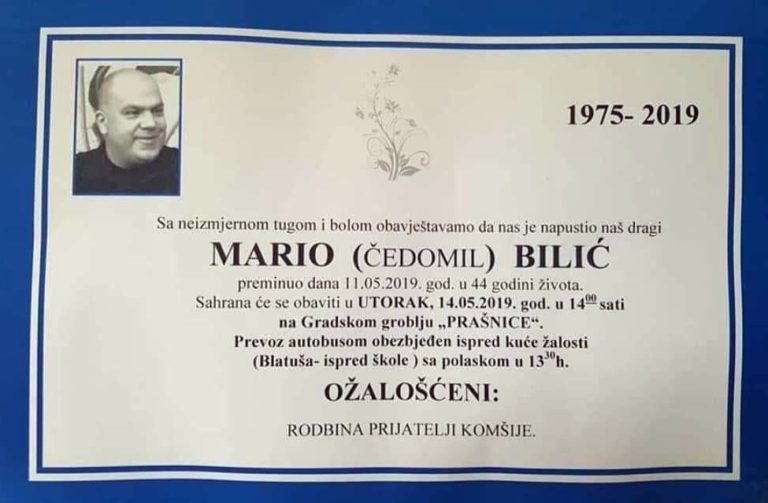 1975- 2019
Sa neizmjernom tugom i bolom obavještavamo da nas je napustio naš dragi
MARIO (ČEDOMIL) BILIĆ
preminuo dana 11.05.2019. god. u 44 godini života.
Sahrana će se obaviti u UTORAK, 14.05.2019. god. u 14⁰⁰ sati
na Gradskom groblju „PRAŠNICE“.
Prevoz autobusom obezbjeđen ispred kuće žalosti
(Blatuša- ispred škole ) sa polaskom u 13³⁰h.
OŽALOŠĆENI:
RODBINA PRIJATELJI KOMŠIJE.